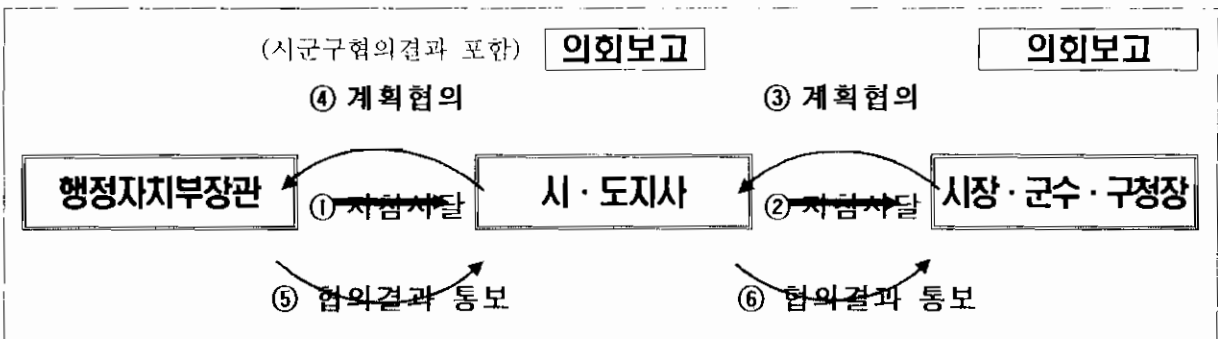 (시군구협의결과 포함) 의회보고 의회보고
④ 계획협의 ③ 계획협의
행정자치부장관 시·도지사 시장·군수·구청장
① 지침시달 ② 지침시달
⑤ 협의결과 통보 ⑥ 협의결과 통보